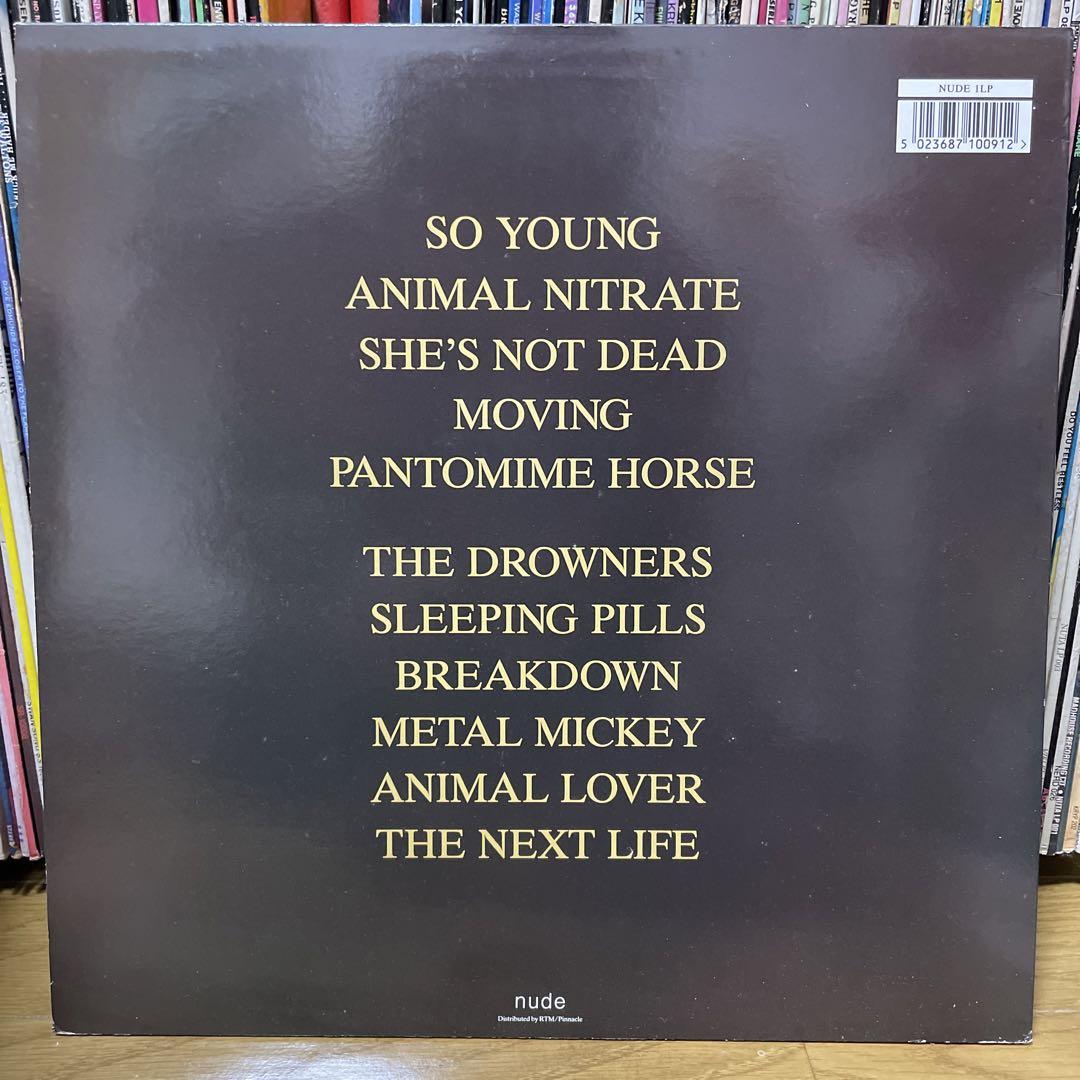 NUDE 1LP
5 023687 100912 >
SO YOUNG
ANIMAL NITRATE
SHE'S NOT DEAD
MOVING
PANTOMIME HORSE
THE DROWNERS
SLEEPING PILLS
BREAKDOWN
METAL MICKEY
ANIMAL LOVER
THE NEXT LIFE
nude
Distributed by RTM/Pinnacle